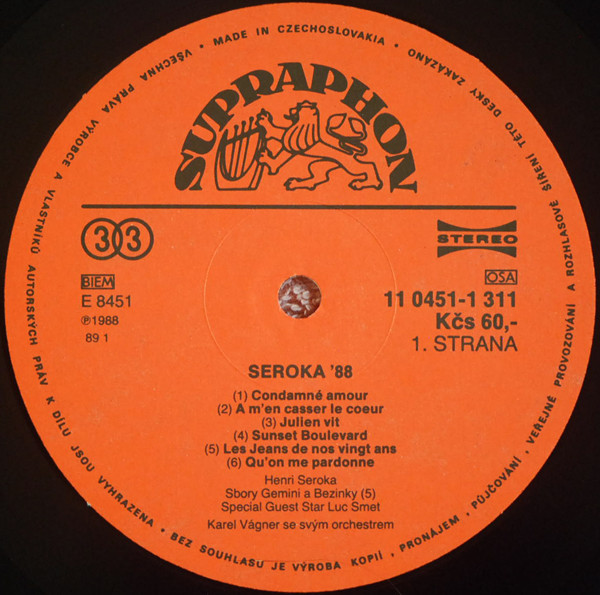 VŠECHNA PRÁVA VÝROBCE A VLASTNÍKŮ AUTORSKÝCH PRÁV K DÍLU JSOU VYHRAZENA • BEZ SOUHLASU JE VÝROBA KOPIÍ, PRONÁJEM, PŮJČOVÁNÍ, VEŘEJNÉ PROVOZOVÁNÍ A ROZHLASOVÉ ŠÍŘENÍ TÉTO DESKY ZAKÁZÁNO • MADE IN CZECHOSLOVAKIA •
SUPRAPHON
33
STEREO
BIEM
OSA
E 8451
11 0451-1 311
℗1988
Kčs 60,-
89 1
1. STRANA
SEROKA '88
(1) Condamné amour
(2) A m'en casser le coeur
(3) Julien vit
(4) Sunset Boulevard
(5) Les Jeans de nos vingt ans
(6) Qu'on me pardonne
Henri Seroka
Sbory Gemini a Bezinky (5)
Special Guest Star Luc Smet
Karel Vágner se svým orchestrem